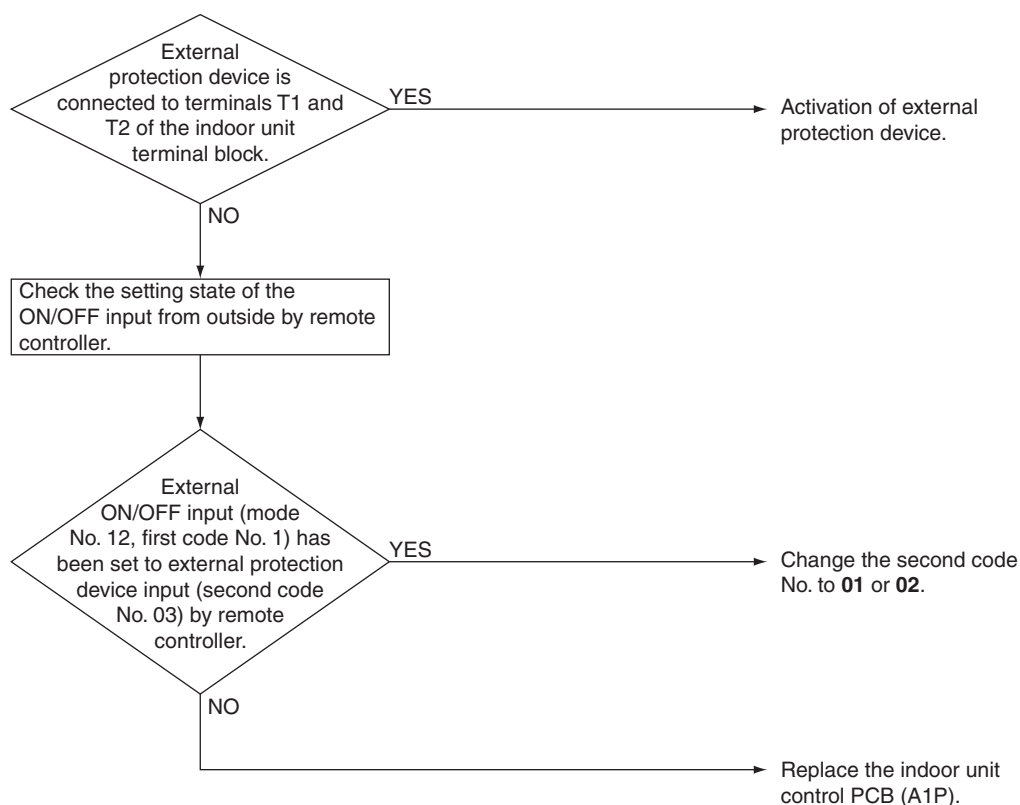 External
protection device is
connected to terminals T1 and
T2 of the indoor unit
terminal block.
YES
Activation of external
protection device.
NO
Check the setting state of the
ON/OFF input from outside by remote
controller.
External
ON/OFF input (mode
No. 12, first code No. 1) has
been set to external protection
device input (second code
No. 03) by remote
controller.
YES
Change the second code
No. to 01 or 02.
NO
Replace the indoor unit
control PCB (A1P).